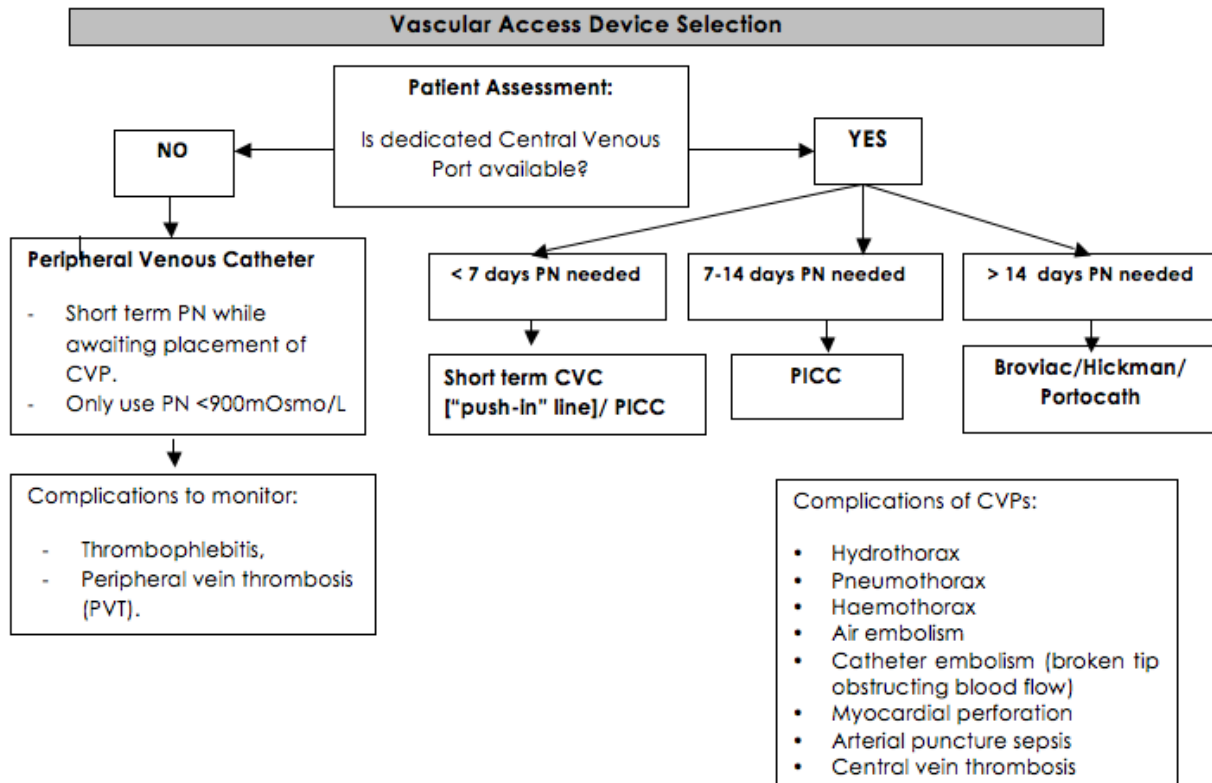 Vascular Access Device Selection
Patient Assessment:
Is dedicated Central Venous
Port available?
NO
YES
Peripheral Venous Catheter
- Short term PN while
awaiting placement of
CVP.
- Only use PN <900mOsmo/L
< 7 days PN needed
7-14 days PN needed
> 14 days PN needed
Short term CVC
["push-in" line]/ PICC
PICC
Broviac/Hickman/
Portocath
Complications to monitor:
- Thrombophlebitis,
- Peripheral vein thrombosis
(PVT).
Complications of CVPs:
• Hydrothorax
• Pneumothorax
• Haemothorax
• Air embolism
• Catheter embolism (broken tip
obstructing blood flow)
• Myocardial perforation
• Arterial puncture sepsis
• Central vein thrombosis